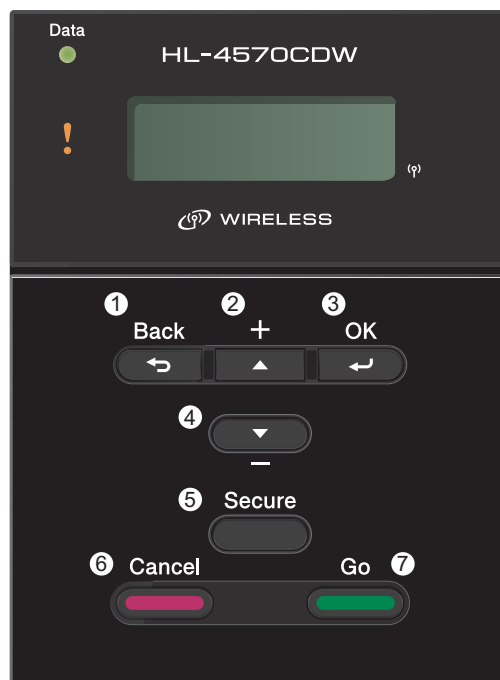 Data
HL-4570CDW
!
WIRELESS
1 2 3
Back + OK
4
−
5 Secure
6 Cancel Go 7